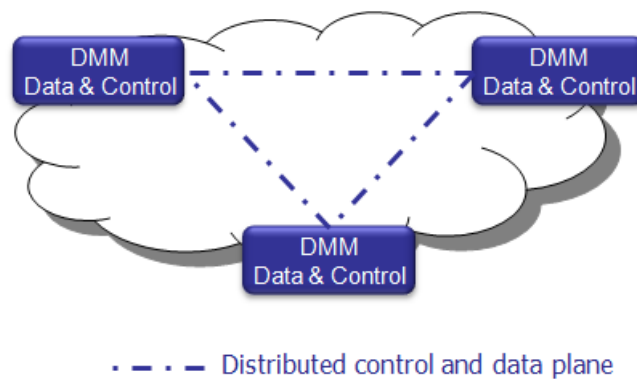 DMM
Data & Control
DMM
Data & Control
DMM
Data & Control
Distributed control and data plane